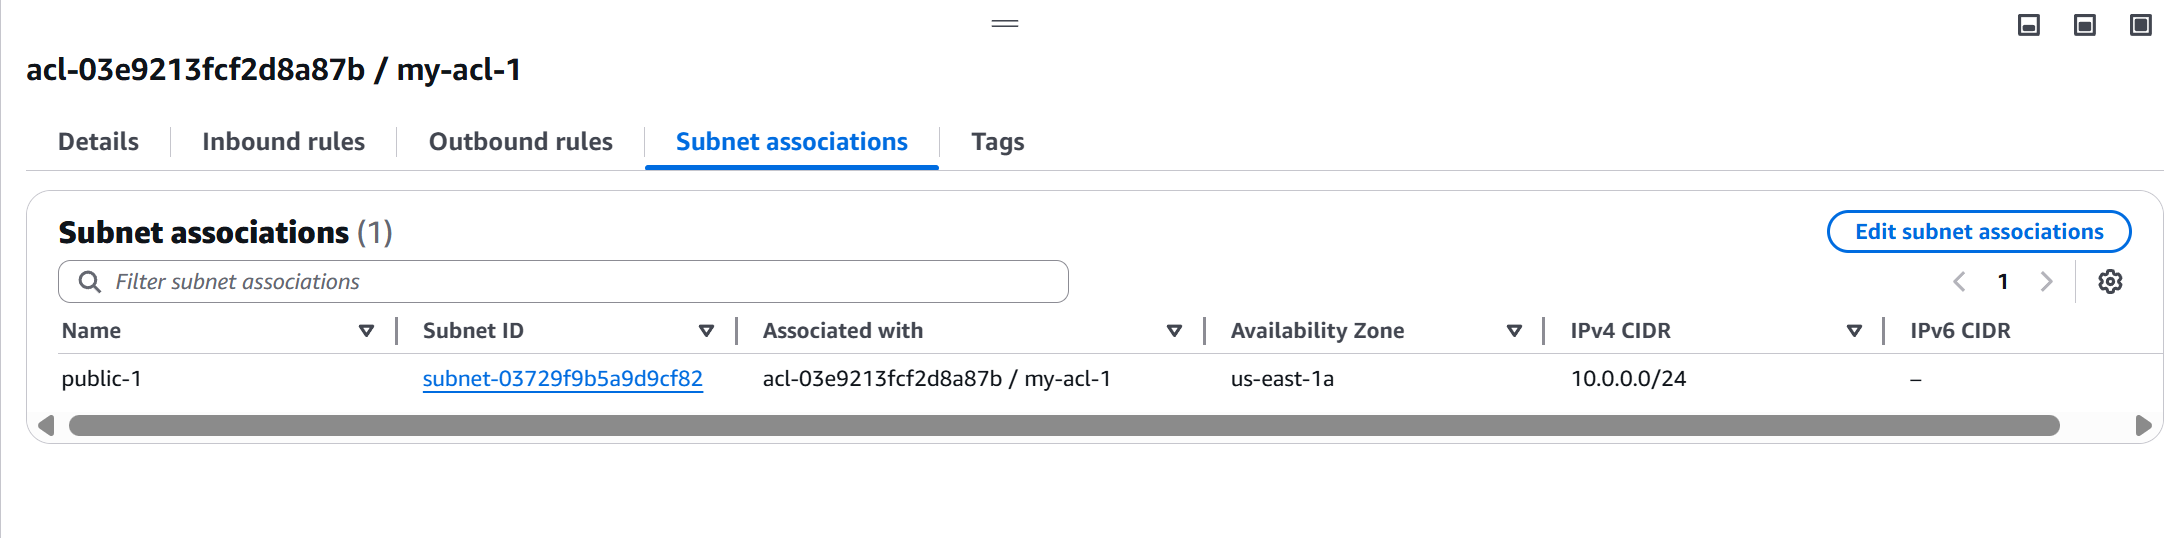 acl-03e9213fcf2d8a87b / my-acl-1
Details Inbound rules Outbound rules Subnet associations Tags
Subnet associations (1)
Edit subnet associations
Filter subnet associations
1
Name Subnet ID Associated with Availability Zone IPv4 CIDR IPv6 CIDR
public-1 subnet-03729f9b5a9d9cf82 acl-03e9213fcf2d8a87b / my-acl-1 us-east-1a 10.0.0.0/24 –